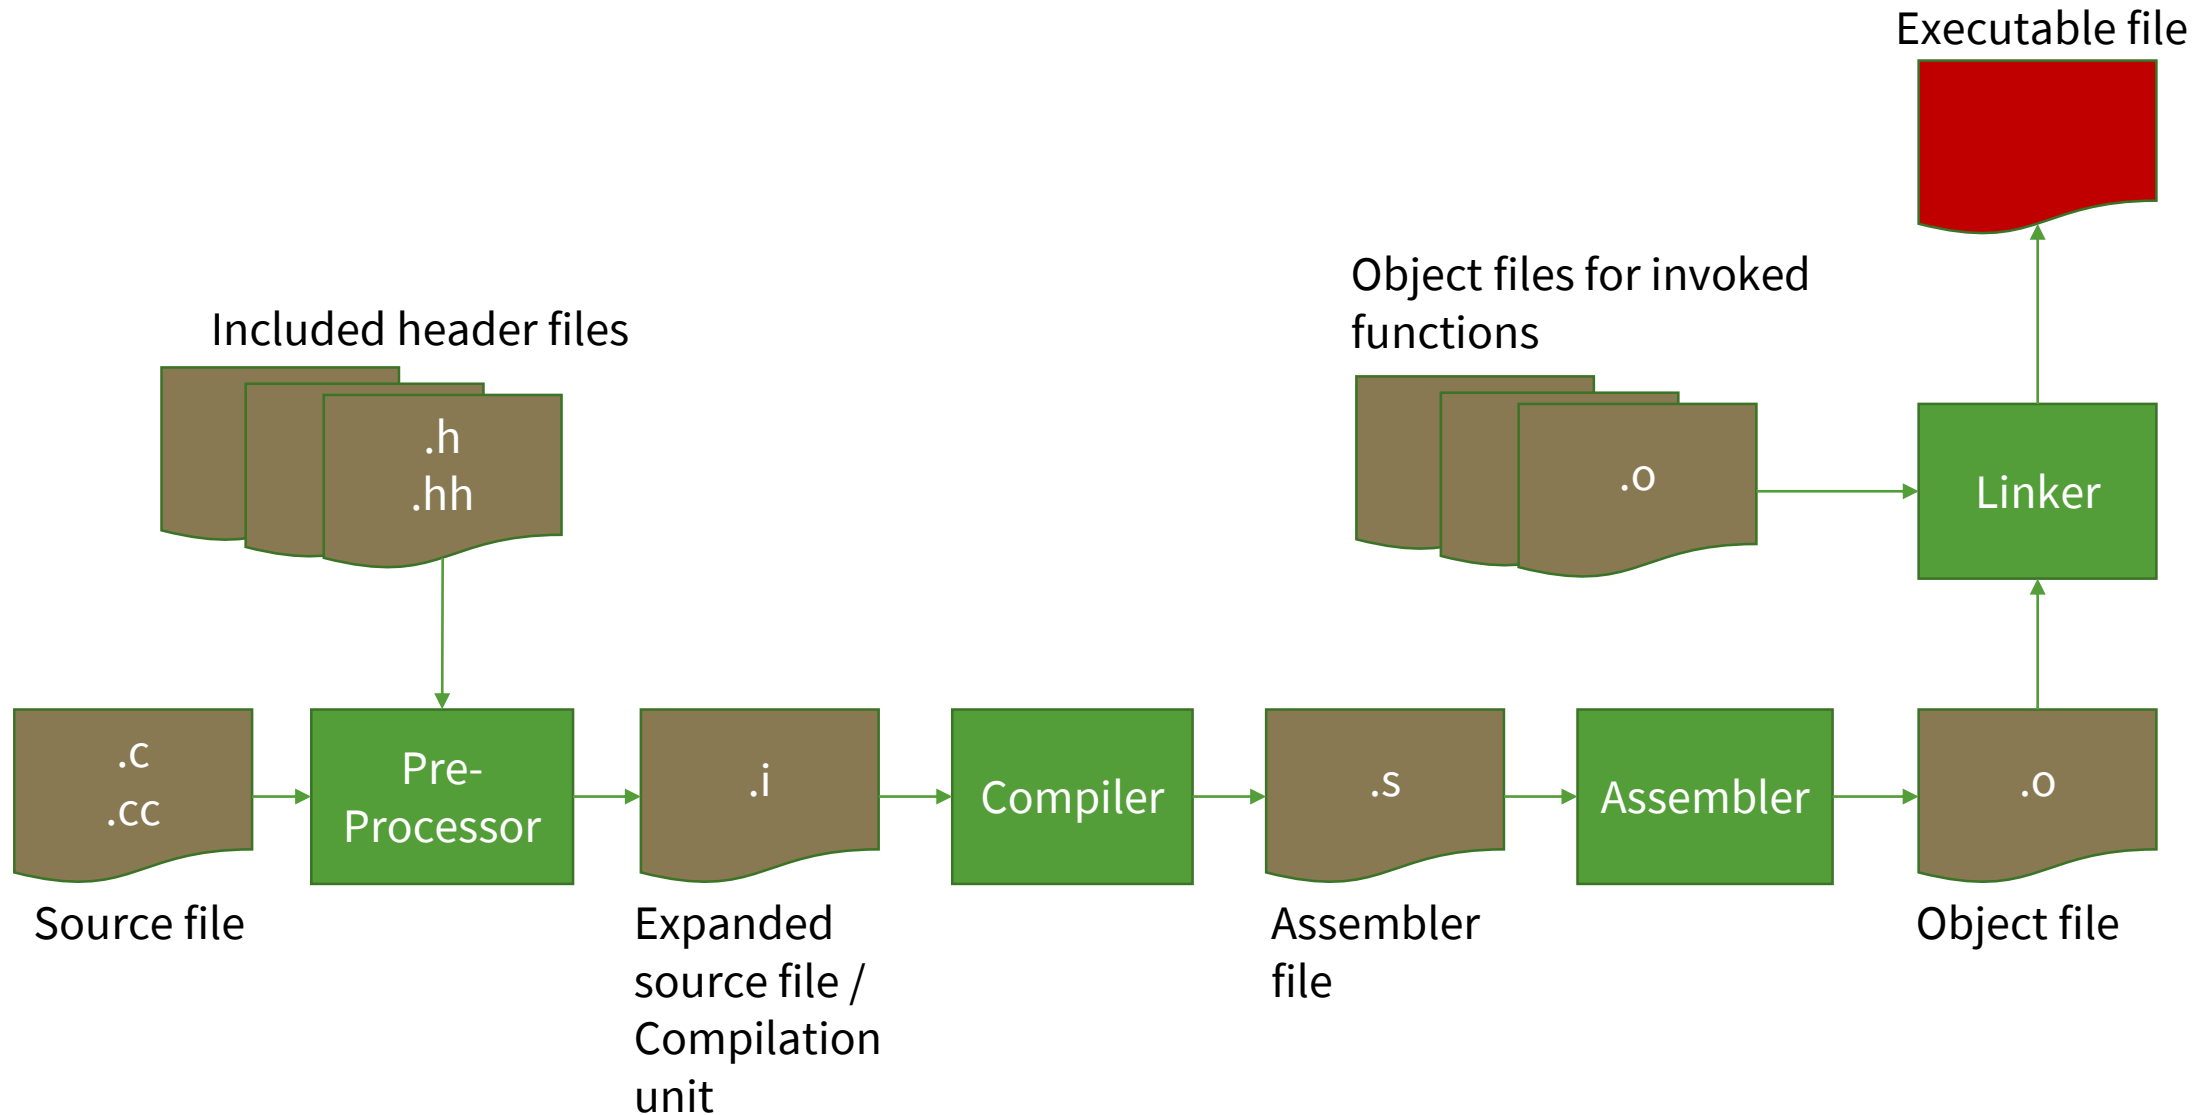 Executable file
Object files for invoked
functions
Included header files
.h
.hh
.o
Linker
.c
.cc
Pre-
Processor
.i
Compiler
.s
Assembler
.o
Source file
Expanded
source file /
Compilation
unit
Assembler
file
Object file